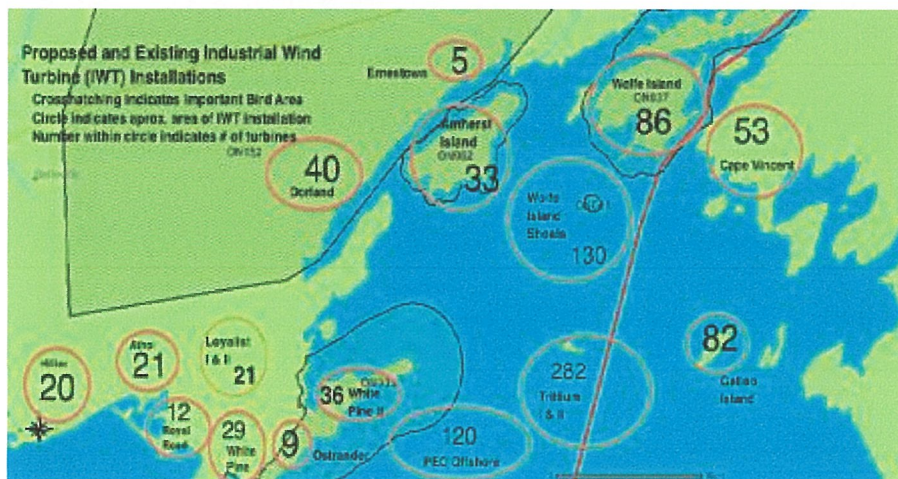 Proposed and Existing Industrial Wind
Turbine (IWT) Installations
Crosshatching indicates Important Bird Area
Circle indicates aprox. area of IWT installation
Number within circle indicates # of turbines
ON152
Ernestown
5
Wolfe Island
ON037
86
53
Cape Vincent
Amherst
Island
33
40
Dorland
Wolfe
Island
Shoals
130
Hillier
20
21
Loyalist
I & II
21
12
Royal
Road
29
White
Pine
9
Ostrander
36 White
Pine II
120
PEC Offshore
282
Trillium
I & II
82
Galloo
Island